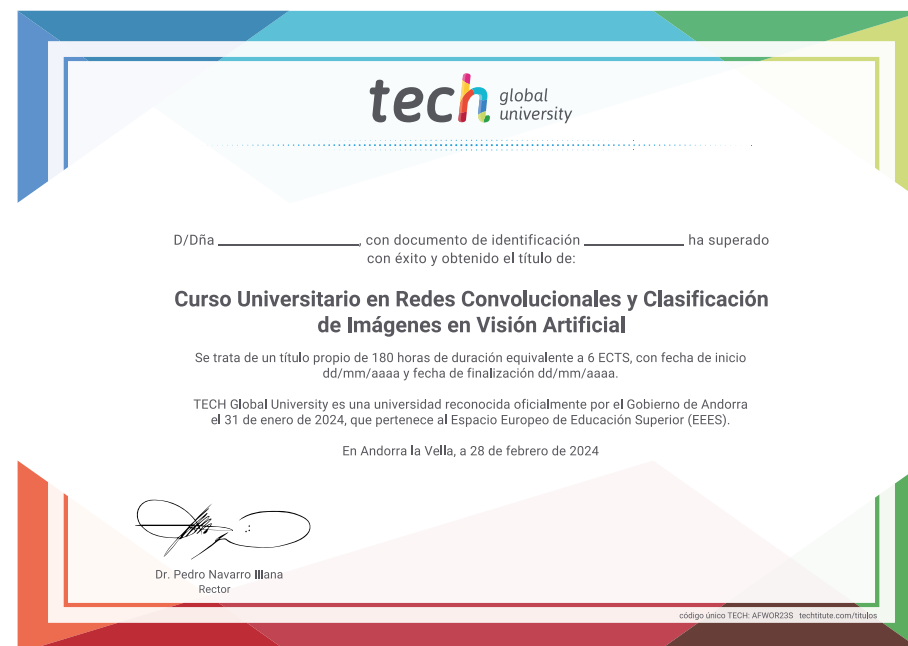 tech global
university
D/Dña ____________________, con documento de identificación ______________ ha superado
con éxito y obtenido el título de:
Curso Universitario en Redes Convolucionales y Clasificación
de Imágenes en Visión Artificial
Se trata de un título propio de 180 horas de duración equivalente a 6 ECTS, con fecha de inicio
dd/mm/aaaa y fecha de finalización dd/mm/aaaa.
TECH Global University es una universidad reconocida oficialmente por el Gobierno de Andorra
el 31 de enero de 2024, que pertenece al Espacio Europeo de Educación Superior (EEES).
En Andorra la Vella, a 28 de febrero de 2024
Dr. Pedro Navarro Illana
Rector
código único TECH: AFWOR23S techtitute.com/titulos